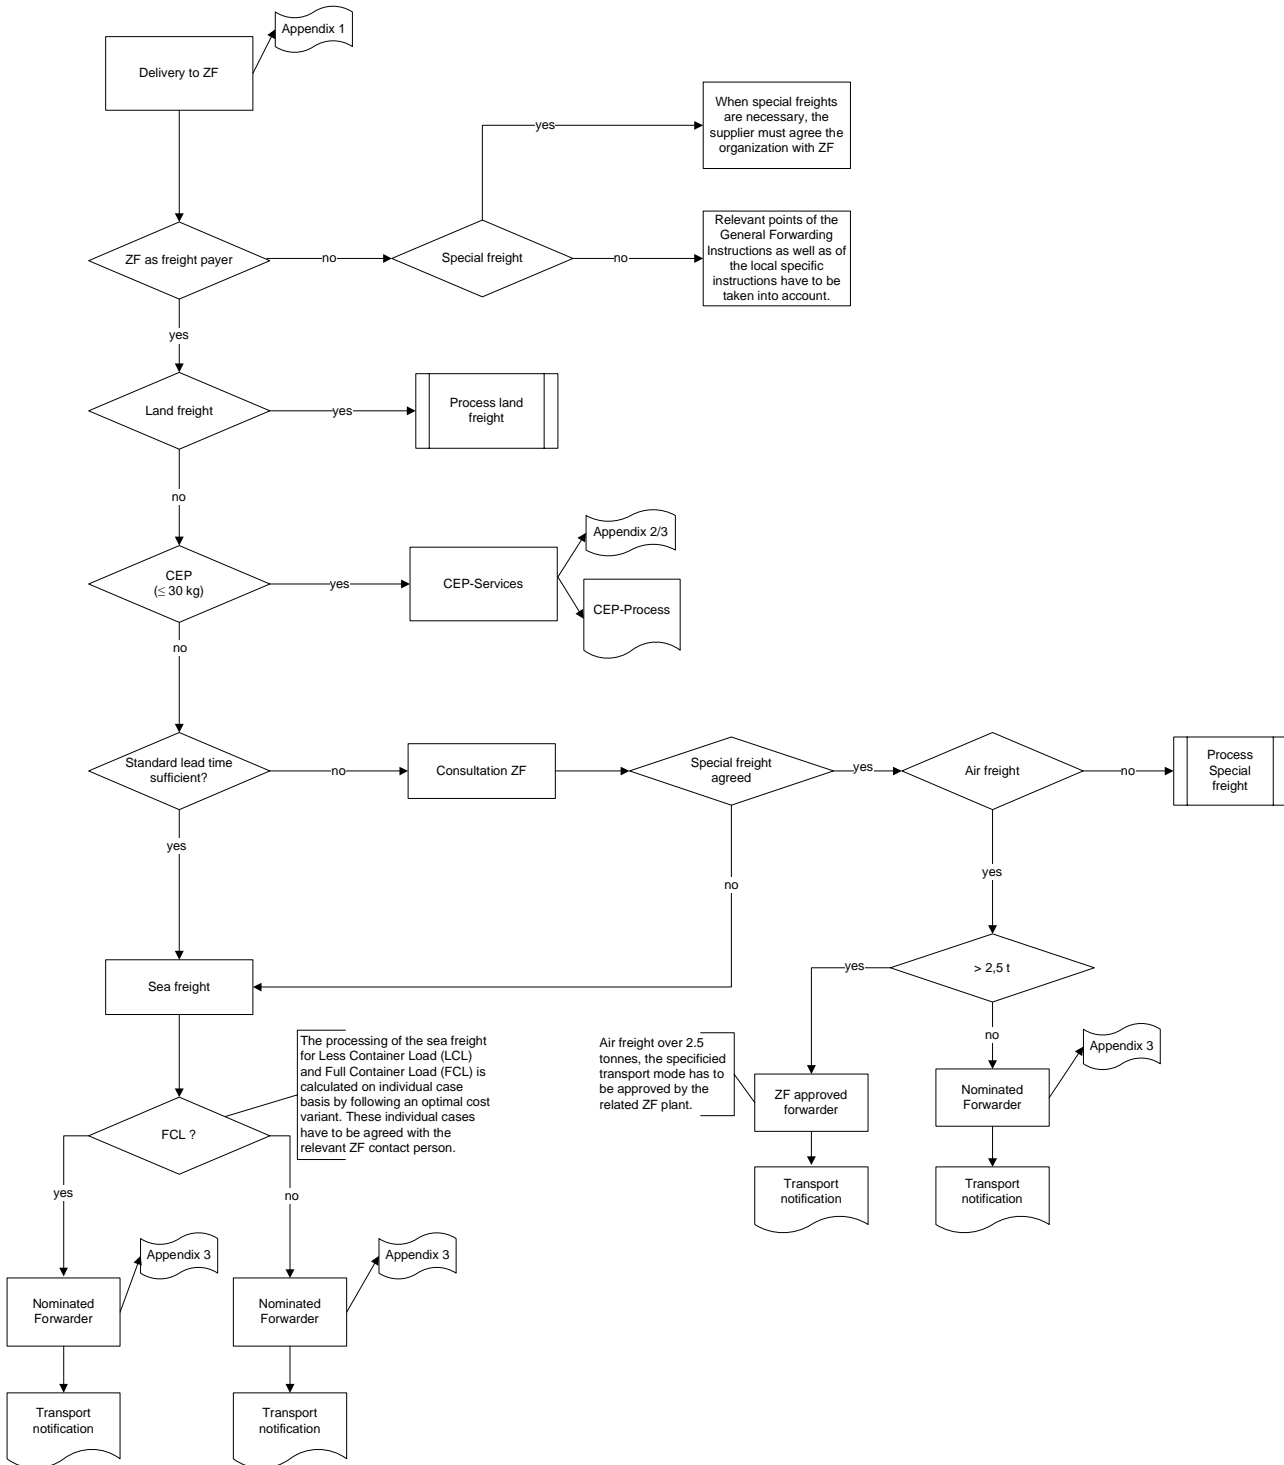 Appendix 1
Delivery to ZF
When special freights
are necessary, the
supplier must agree the
organization with ZF
yes
ZF as freight payer
no
Special freight
no
Relevant points of the
General Forwarding
Instructions as well as of
the local specific
instructions have to be
taken into account.
yes
Land freight
yes
Process land
freight
no
Appendix 2/3
CEP
(≤ 30 kg)
yes
CEP-Services
CEP-Process
no
Standard lead time
sufficient?
no
Consultation ZF
Special freight
agreed
yes
Air freight
no
Process
Special
freight
yes
no
yes
Sea freight
yes
> 2,5 t
no
The processing of the sea freight
for Less Container Load (LCL)
and Full Container Load (FCL) is
calculated on individual case
basis by following an optimal cost
variant. These individual cases
have to be agreed with the
relevant ZF contact person.
Air freight over 2.5
tonnes, the specificied
transport mode has to
be approved by the
related ZF plant.
ZF approved
forwarder
Nominated
Forwarder
Appendix 3
FCL ?
yes
no
Transport
notification
Transport
notification
Appendix 3
Appendix 3
Nominated
Forwarder
Nominated
Forwarder
Transport
notification
Transport
notification